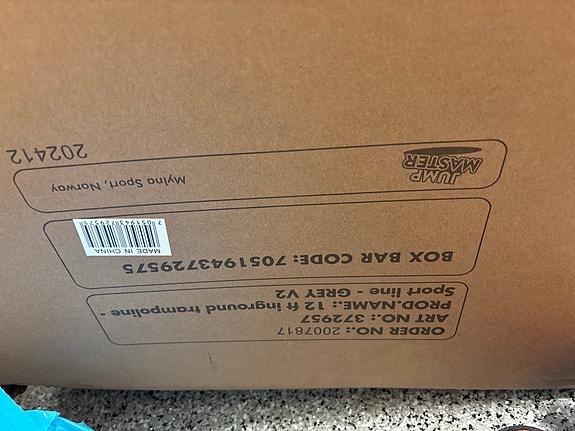 ORDER NO.: 2007817
ART NO.: 372957
PROD.NAME.: 12 ft inground trampoline -
Sport line - GREY V2
BOX BAR CODE: 7051943729575
MADE IN CHINA
7051943729575
JUMP
MASTER
Mylna Sport, Norway
202412